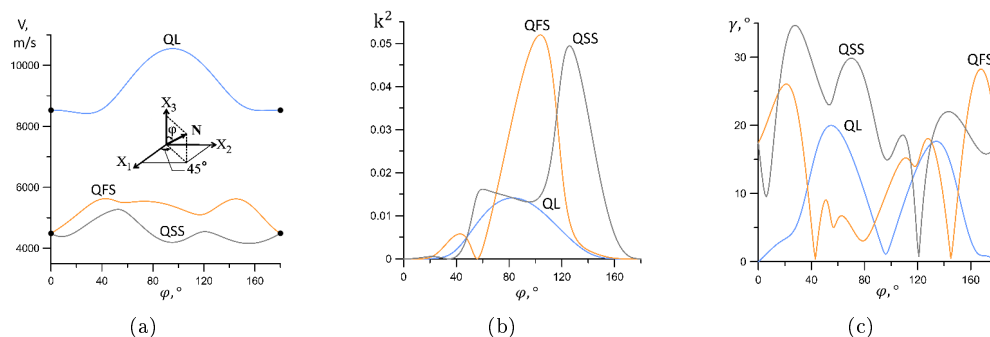 V,
m/s
10000
8000
6000
4000
QL
X3
φ
N
X2
X1
45°
QFS
QSS
0
40
80
120
160
φ,°
(a)
k²
0.05
0.04
0.03
0.02
0.01
0
QFS
QSS
QL
0
40
80
120
160
φ,°
(b)
γ,°
30
20
10
0
QSS
QFS
QL
0
40
80
120
160
φ,°
(c)